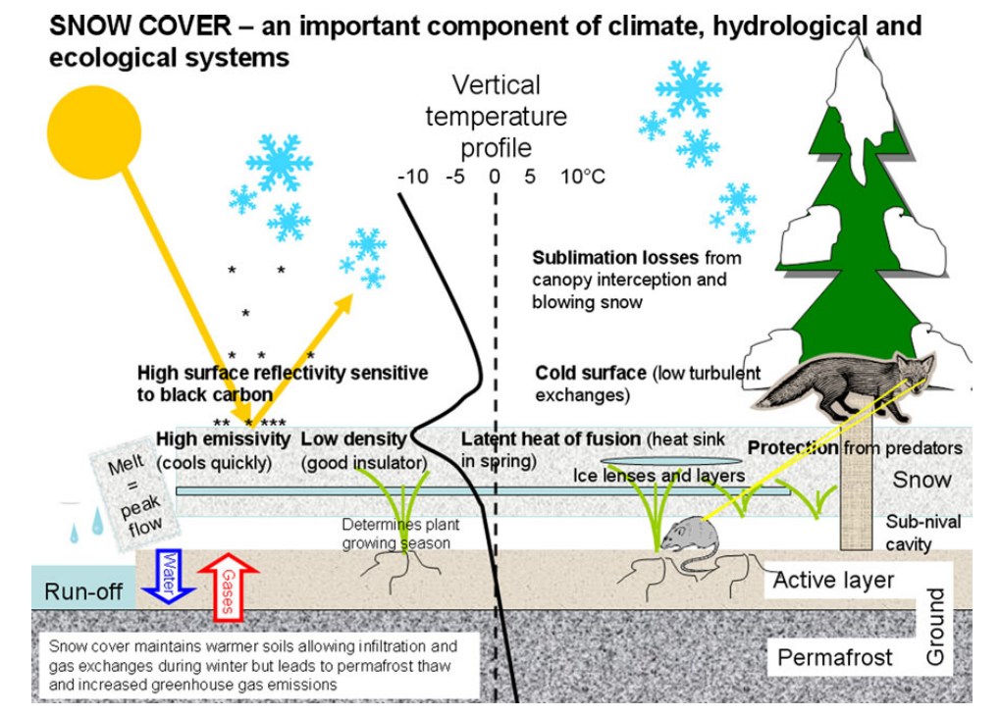 SNOW COVER – an important component of climate, hydrological and
ecological systems
Vertical
temperature
profile
-10 -5 0 5 10°C
Sublimation losses from
canopy interception and
blowing snow
High surface reflectivity sensitive
to black carbon
Cold surface (low turbulent
exchanges)
High emissivity
(cools quickly)
Low density
(good insulator)
Latent heat of fusion (heat sink
in spring)
Protection from predators
Ice lenses and layers
Snow
Melt
=
peak
flow
Determines plant
growing season
Sub-nival
cavity
Run-off
Water
Gases
Active layer
Permafrost
Ground
Snow cover maintains warmer soils allowing infiltration and
gas exchanges during winter but leads to permafrost thaw
and increased greenhouse gas emissions